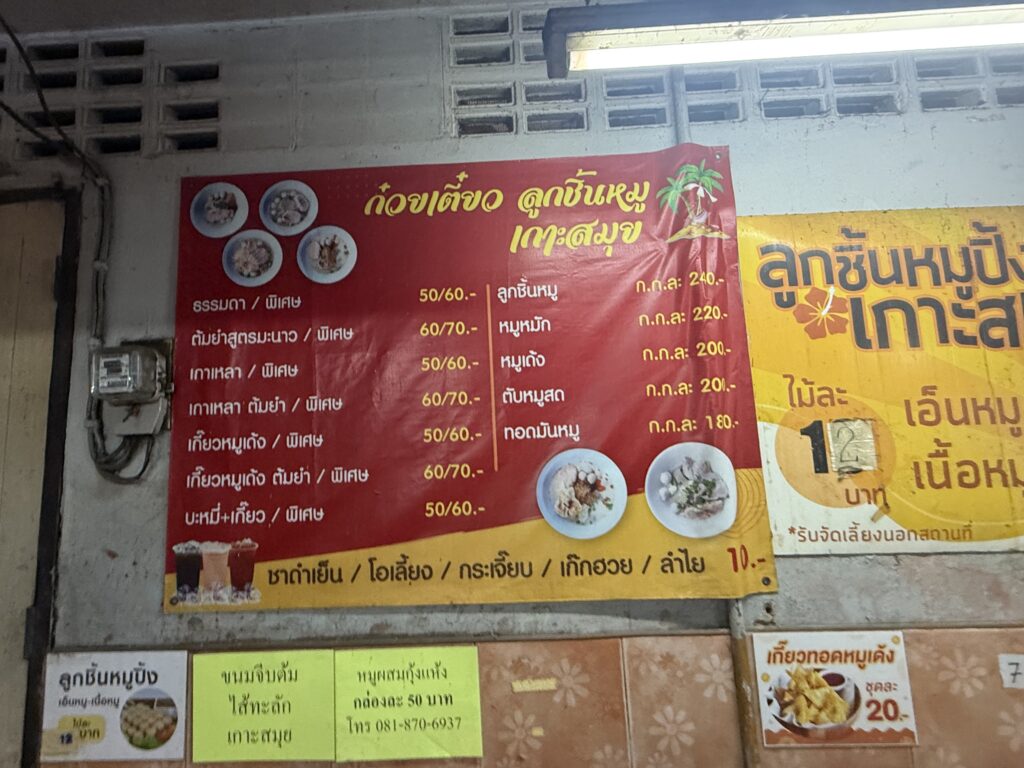 ก๋วยเตี๋ยว ลูกชิ้นหมู
เกาะสมุย
ธรรมดา / พิเศษ 50/60.-
ต้มยำสูตรมะนาว / พิเศษ 60/70.-
เกาเหลา / พิเศษ 50/60.-
เกาเหลา ต้มยำ / พิเศษ 60/70.-
เกี๊ยวหมูเด้ง / พิเศษ 50/60.-
เกี๊ยวหมูเด้ง ต้มยำ / พิเศษ 60/70.-
บะหมี่+เกี๊ยว / พิเศษ 50/60.-
ลูกชิ้นหมู ก.ก.ละ 240.-
หมูหมัก ก.ก.ละ 220.-
หมูเด้ง ก.ก.ละ 200.-
ตับหมูสด ก.ก.ละ 200.-
ทอดมันหมู ก.ก.ละ 180.-
ชาดำเย็น / โอเลี้ยง / กระเจี๊ยบ / เก๊กฮวย / ลำไย 10.-
ลูกชิ้นหมูปิ้ง
เกาะส
ไม้ละ
12
บาท
เอ็นหมู
เนื้อหม
*รับจัดเลี้ยงนอกสถานที่
ลูกชิ้นหมูปิ้ง
เอ็นหมู-เนื้อหมู
ไม้ละ
12 บาท
ขนมจีบต้ม
ไส้ทะลัก
เกาะสมุย
หมูผสมกุ้งแห้ง
กล่องละ 50 บาท
โทร 081-870-6937
เกี๊ยวทอดหมูเด้ง
ชุดละ
20.-
7